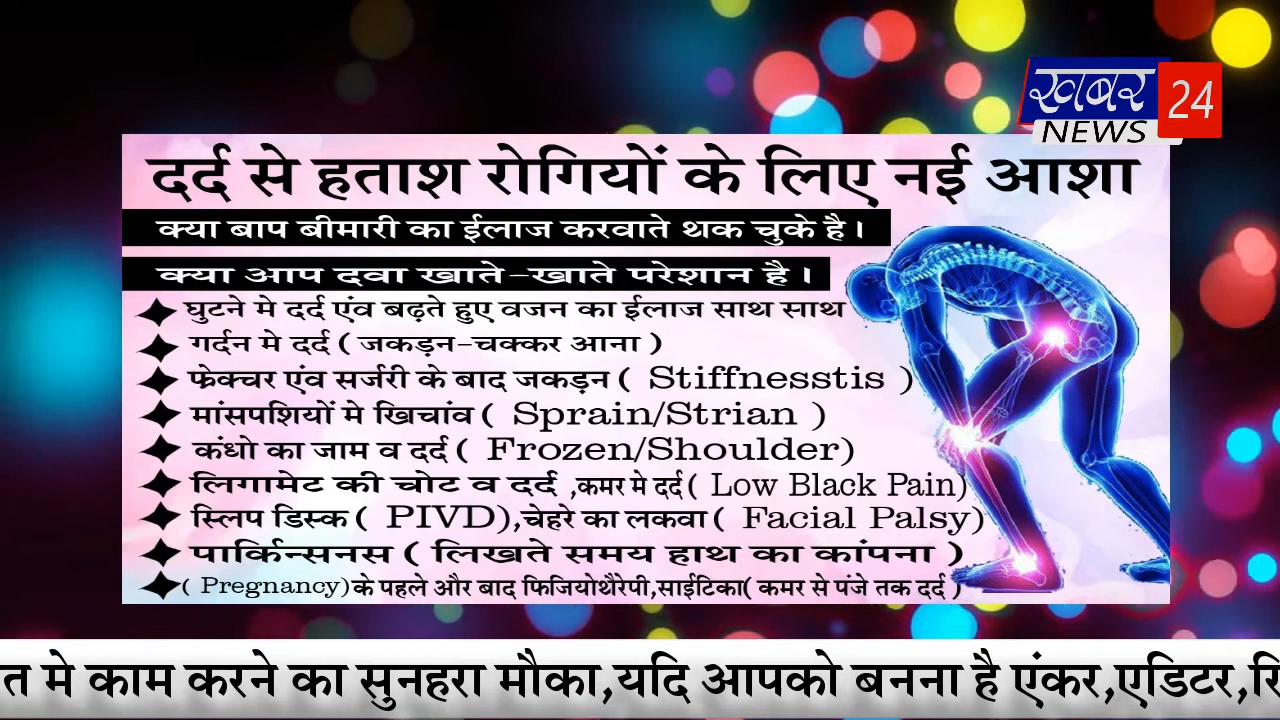 खबर 24
NEWS
दर्द से हताश रोगियों के लिए नई आशा
क्या बाप बीमारी का ईलाज करवाते थक चुके है।
क्या आप दवा खाते-खाते परेशान है।
घुटने मे दर्द एंव बढ़ते हुए वजन का ईलाज साथ साथ
गर्दन मे दर्द ( जकड़न-चक्कर आना )
फ्रेक्चर एंव सर्जरी के बाद जकड़न ( Stiffnesstis )
मांसपशियों मे खिचांव ( Sprain/Strian )
कंधो का जाम व दर्द ( Frozen/Shoulder)
लिगामेट की चोट व दर्द ,कमर मे दर्द ( Low Black Pain)
स्लिप डिस्क ( PIVD),चेहरे का लकवा ( Facial Palsy)
पार्किन्सनस ( लिखते समय हाथ का कांपना )
( Pregnancy)के पहले और बाद फिजियोथैरेपी,साईटिका( कमर से पंजे तक दर्द )
त मे काम करने का सुनहरा मौका,यदि आपको बनना है एंकर,एडिटर,रि